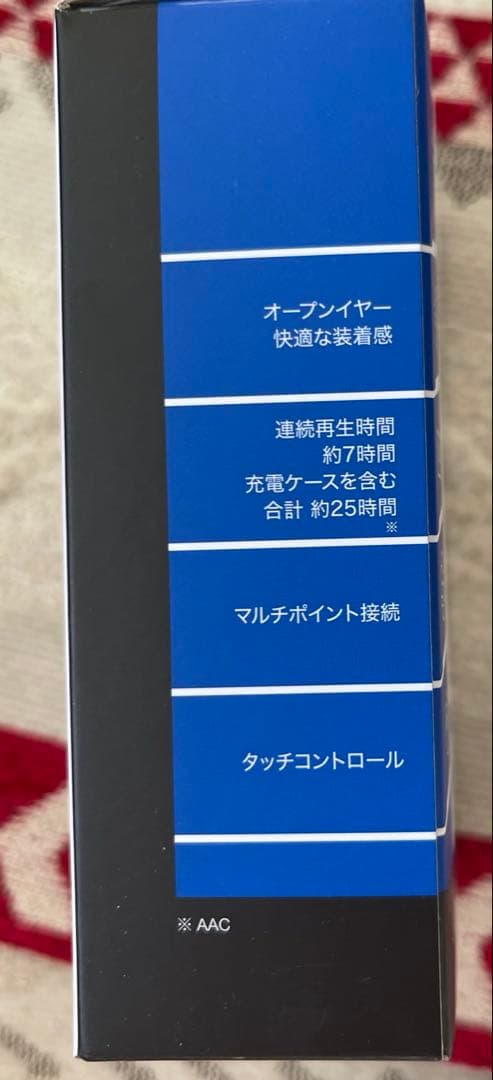 オープンイヤー
快適な装着感
連続再生時間
約7時間
充電ケースを含む
合計 約25時間
※
マルチポイント接続
タッチコントロール
※ AAC